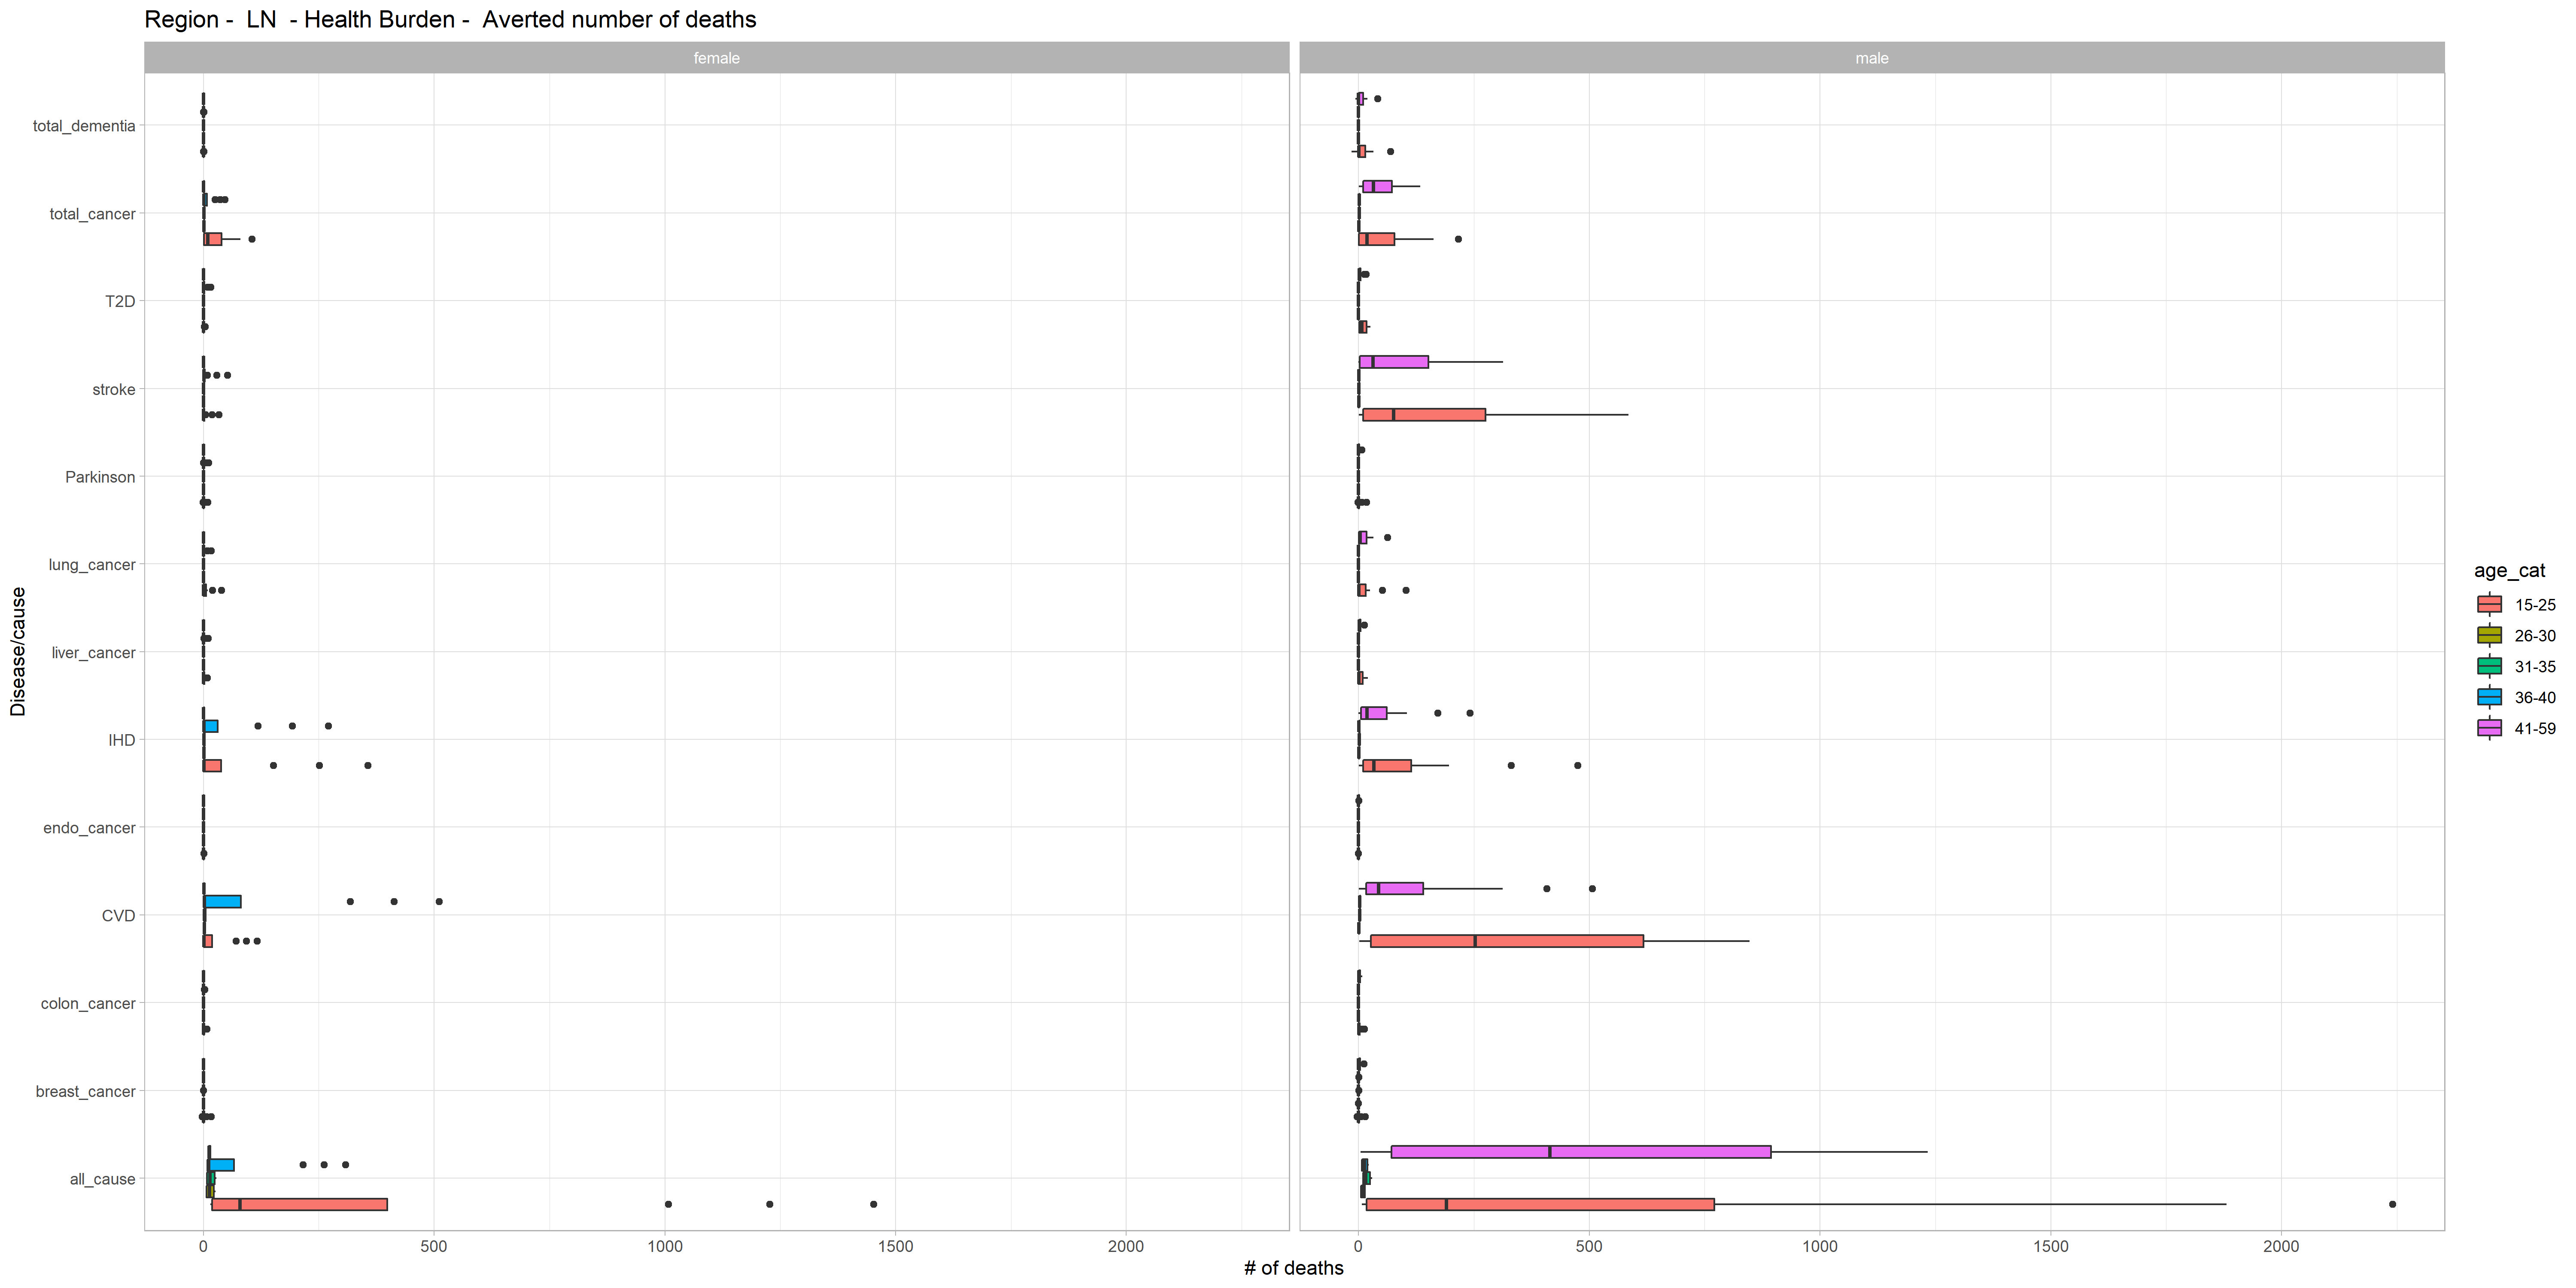 Region -  LN  - Health Burden -  Averted number of deaths
female
male
total_dementia
total_cancer
T2D
stroke
Parkinson
lung_cancer
liver_cancer
IHD
endo_cancer
CVD
colon_cancer
breast_cancer
all_cause
Disease/cause
0
500
1000
1500
2000
0
500
1000
1500
2000
# of deaths
age_cat
15-25
26-30
31-35
36-40
41-59